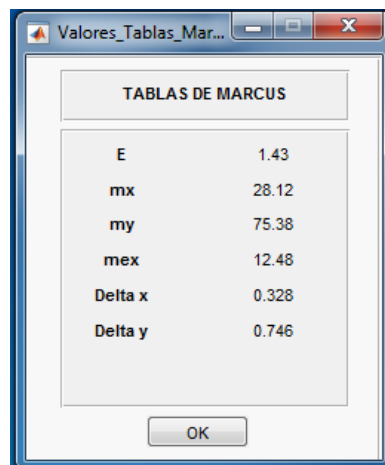 Valores_Tablas_Mar...
TABLAS DE MARCUS
E 1.43
mx 28.12
my 75.38
mex 12.48
Delta x 0.328
Delta y 0.746
OK